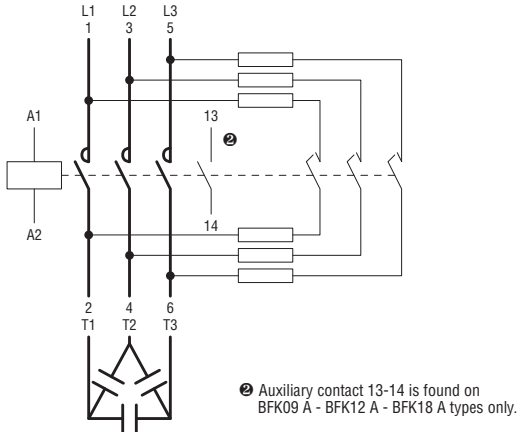 L1 L2 L3
1 3 5
A1
13
❷
14
A2
2 4 6
T1 T2 T3
❷ Auxiliary contact 13-14 is found on
BFK09 A - BFK12 A - BFK18 A types only.